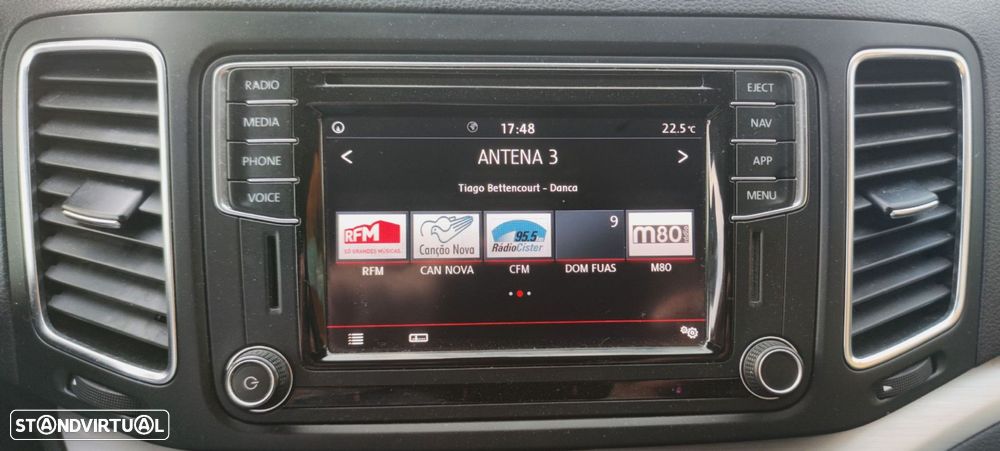 RADIO
MEDIA
PHONE
VOICE
EJECT
NAV
APP
MENU
17:48
22.5°C
< ANTENA 3 >
Tiago Bettencourt - Danca
RFM
SÓ GRANDES MÚSICAS
Canção Nova
95.5
RádioCister
9
m80
RFM
CAN NOVA
CFM
DOM FUAS
M80
STANDVIRTUAL